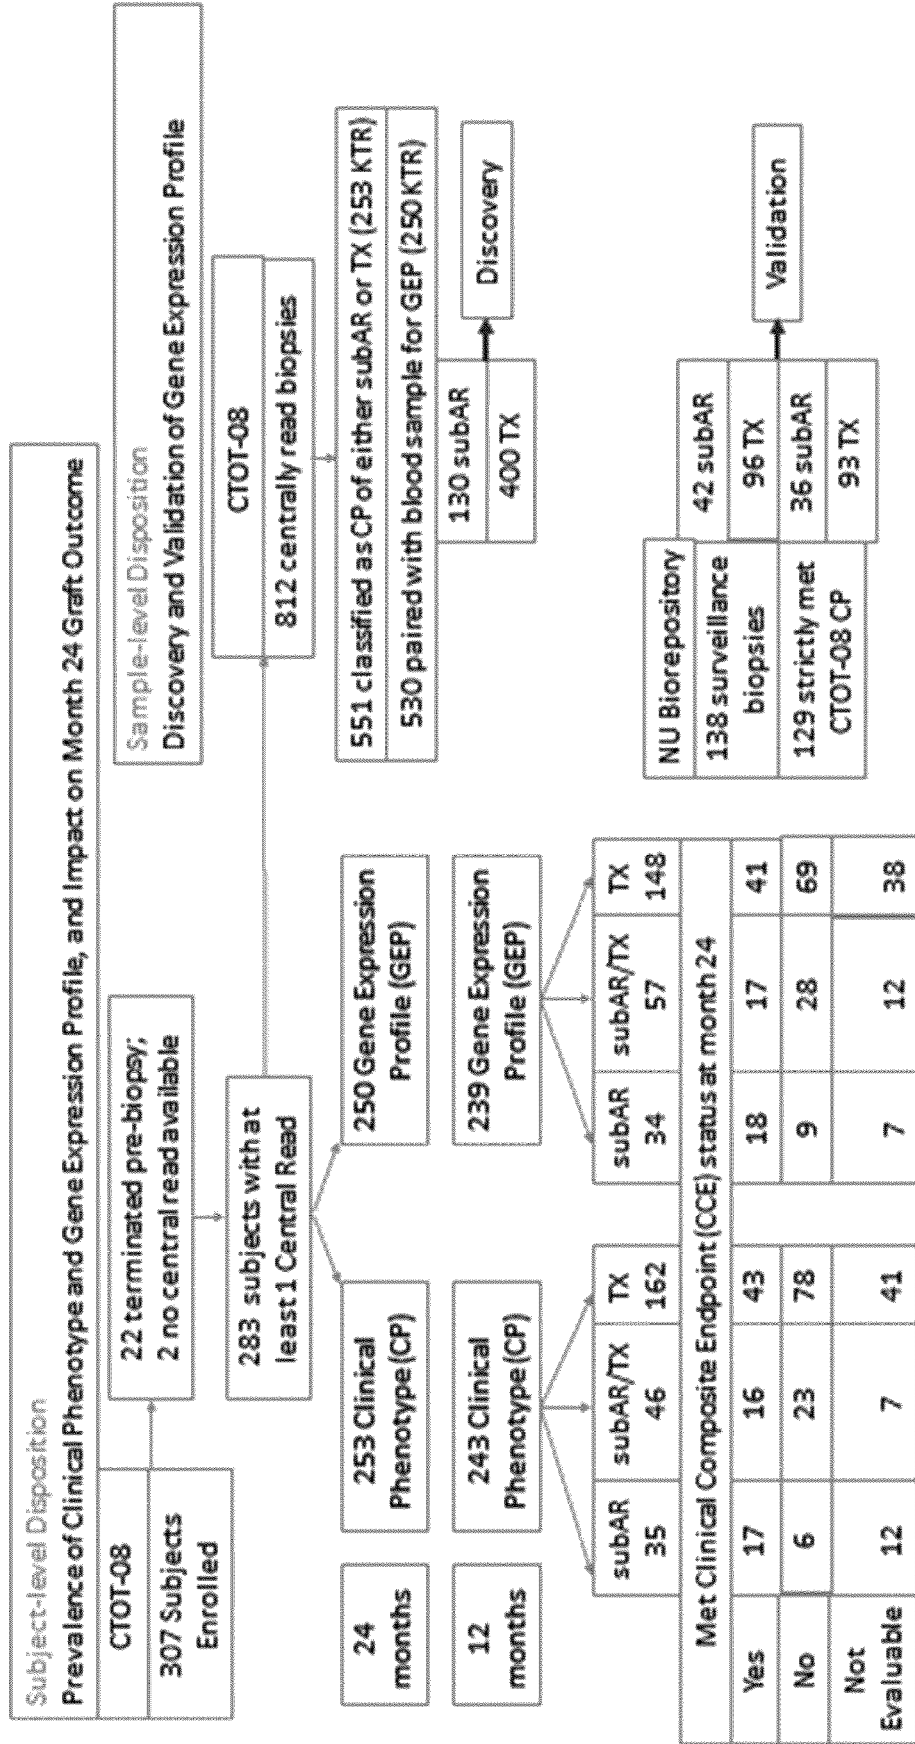 Subject-level Disposition
Prevalence of Clinical Phenotype and Gene Expression Profile, and Impact on Month 24 Graft Outcome
CTOT-08
307 Subjects
Enrolled
22 terminated pre-biopsy;
2 no central read available
283 subjects with at
least 1 Central Read
24
months
253 Clinical
Phenotype (CP)
250 Gene Expression
Profile (GEP)
12
months
243 Clinical
Phenotype (CP)
239 Gene Expression
Profile (GEP)
subAR subAR/TX TX subAR subAR/TX TX
35 46 162 34 57 148
Met Clinical Composite Endpoint (CCE) status at month 24
Yes 17 16 43 18 17 41
No 6 23 78 9 28 69
Not
Evaluable 12 7 41 7 12 38
Sample-level Disposition
Discovery and Validation of Gene Expression Profile
CTOT-08
812 centrally read biopsies
551 classified as CP of either subAR or TX (253 KTR)
530 paired with blood sample for GEP (250 KTR)
130 subAR
400 TX
Discovery
NU Biorepository
138 surveillance
biopsies
42 subAR
96 TX
129 strictly met
CTOT-08 CP
36 subAR
93 TX
Validation